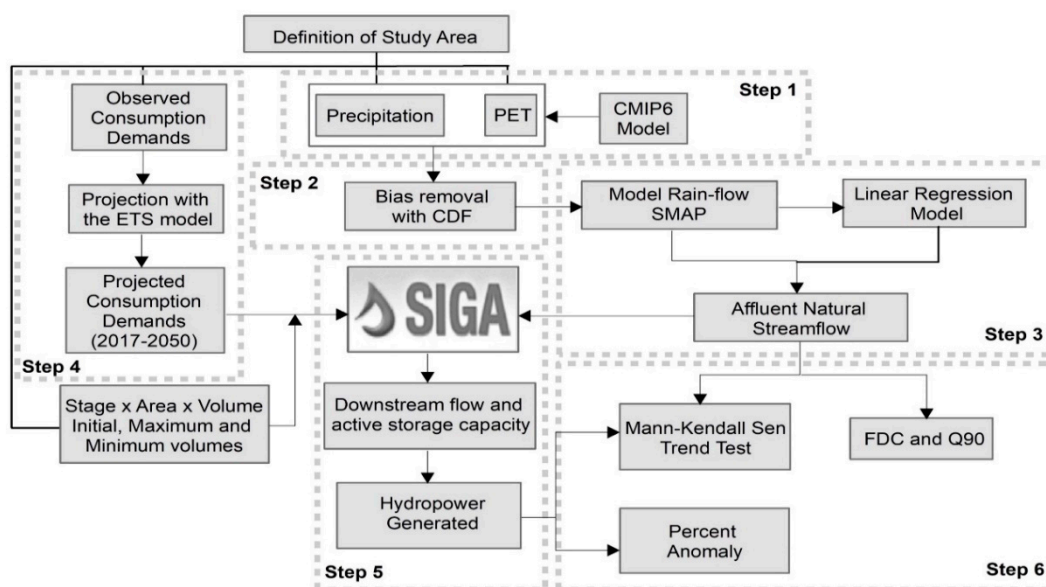 Definition of Study Area
Step 1
Observed
Consumption
Demands
Precipitation
PET
CMIP6
Model
Step 2
Projection with
the ETS model
Bias removal
with CDF
Model Rain-flow
SMAP
Linear Regression
Model
Projected
Consumption
Demands
(2017-2050)
Step 4
SIGA
Affluent Natural
Streamflow
Step 3
Stage x Area x Volume
Initial, Maximum and
Minimum volumes
Downstream flow and
active storage capacity
Mann-Kendall Sen
Trend Test
FDC and Q90
Hydropower
Generated
Percent
Anomaly
Step 5
Step 6